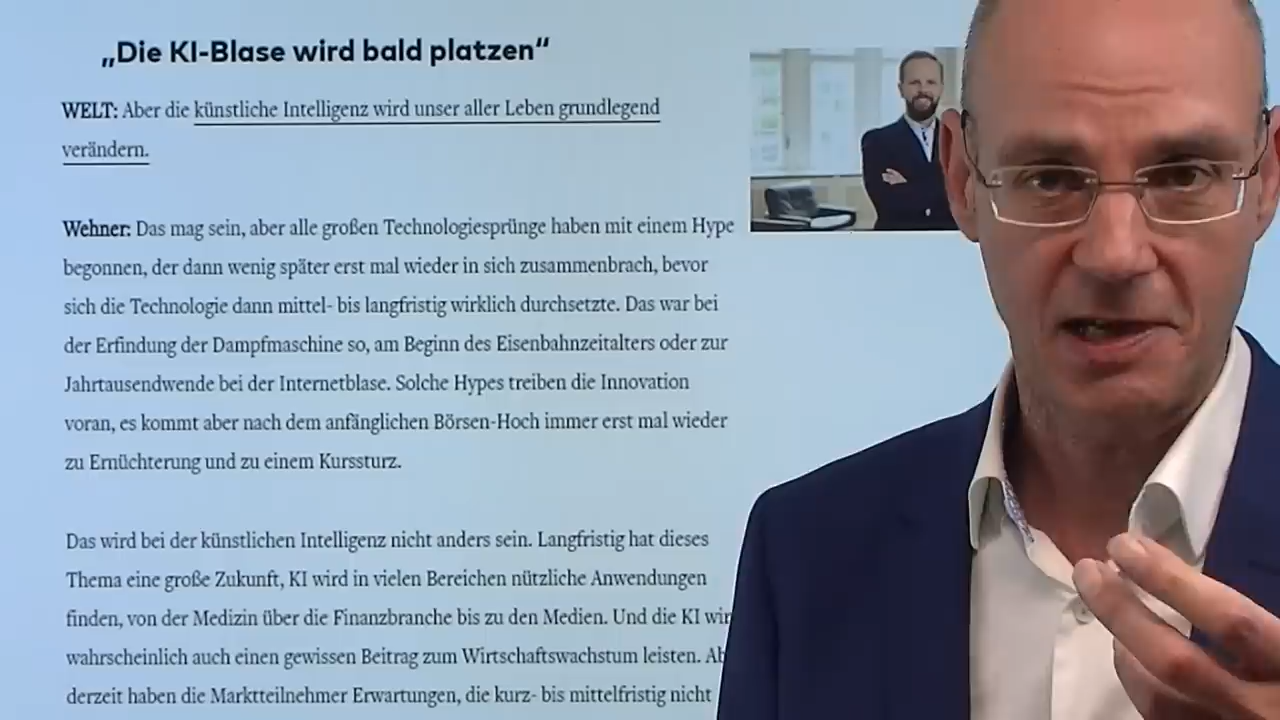 „Die KI-Blase wird bald platzen“
WELT: Aber die künstliche Intelligenz wird unser aller Leben grundlegend
verändern.
Wehner: Das mag sein, aber alle großen Technologiesprünge haben mit einem Hype
begonnen, der dann wenig später erst mal wieder in sich zusammenbrach, bevor
sich die Technologie dann mittel- bis langfristig wirklich durchsetzte. Das war bei
der Erfindung der Dampfmaschine so, am Beginn des Eisenbahnzeitalters oder zur
Jahrtausendwende bei der Internetblase. Solche Hypes treiben die Innovation
voran, es kommt aber nach dem anfänglichen Börsen-Hoch immer erst mal wieder
zu Ernüchterung und zu einem Kurssturz.
Das wird bei der künstlichen Intelligenz nicht anders sein. Langfristig hat dieses
Thema eine große Zukunft, KI wird in vielen Bereichen nützliche Anwendungen
finden, von der Medizin über die Finanzbranche bis zu den Medien. Und die KI
wahrscheinlich auch einen gewissen Beitrag zum Wirtschaftswachstum leisten.
derzeit haben die Marktteilnehmer Erwartungen, die kurz- bis mittelfristig nicht